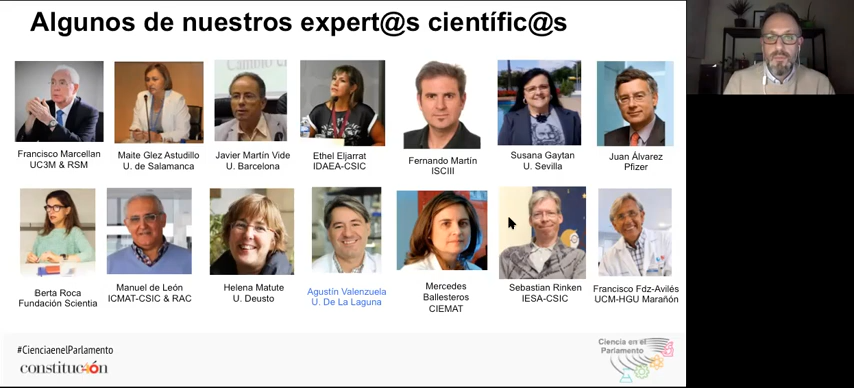 Algunos de nuestros expert@s científic@s
Francisco Marcellan
UC3M & RSM
Maite Glez Astudillo
U. de Salamanca
Javier Martín Vide
U. Barcelona
Ethel Eljarrat
IDAEA-CSIC
Fernando Martín
ISCIII
Susana Gaytan
U. Sevilla
Juan Álvarez
Pfizer
Berta Roca
Fundación Scientia
Manuel de León
ICMAT-CSIC & RAC
Helena Matute
U. Deusto
Agustín Valenzuela
U. De La Laguna
Mercedes
Ballesteros
CIEMAT
Sebastian Rinken
IESA-CSIC
Francisco Fdz-Avilés
UCM-HGU Marañón
#CienciaenelParlamento
constituc40n
Ciencia en el
Parlamento